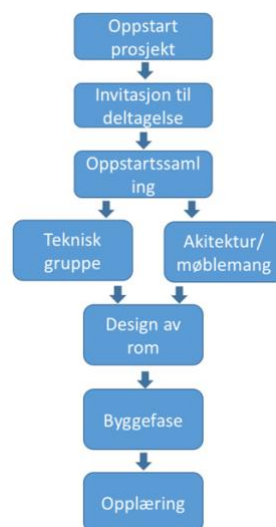 Oppstart
prosjekt
Invitasjon til
deltagelse
Oppstartssaml
ing
Teknisk
gruppe
Akitektur/
møblemang
Design av
rom
Byggefase
Opplæring